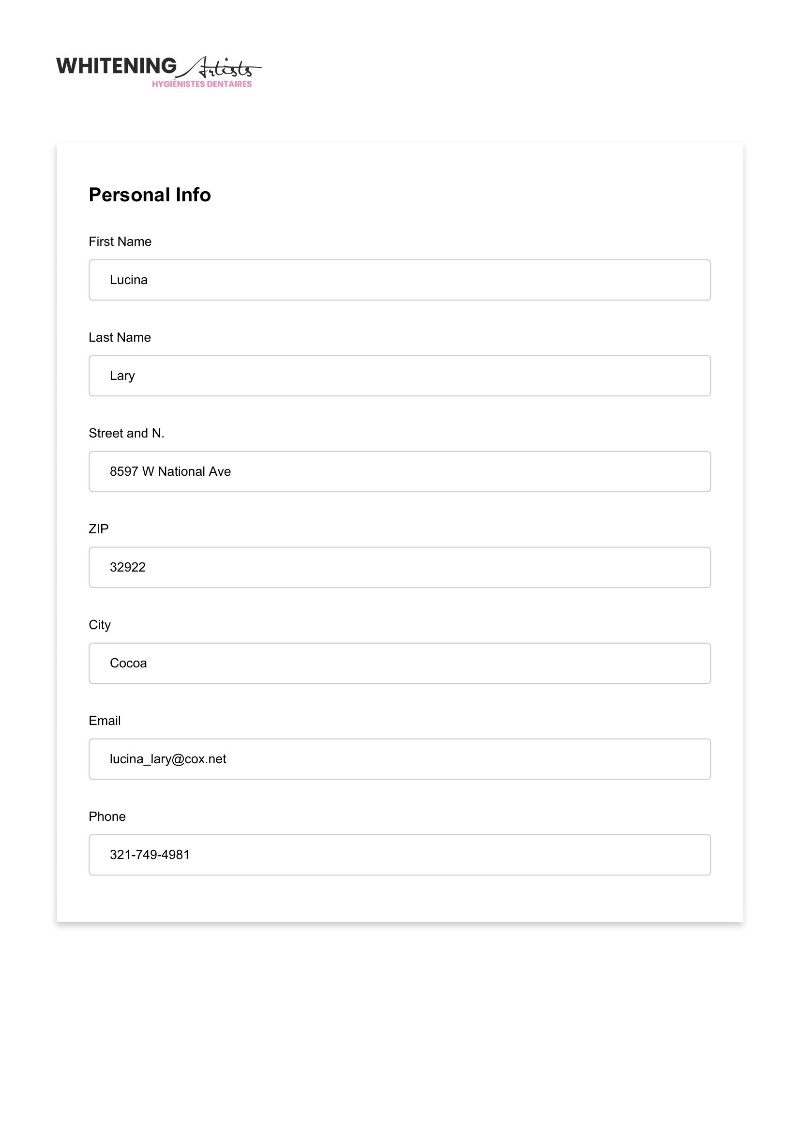 WHITENING Artists
HYGIÉNISTES DENTAIRES
Personal Info
First Name
Lucina
Last Name
Lary
Street and N.
8597 W National Ave
ZIP
32922
City
Cocoa
Email
lucina_lary@cox.net
Phone
321-749-4981